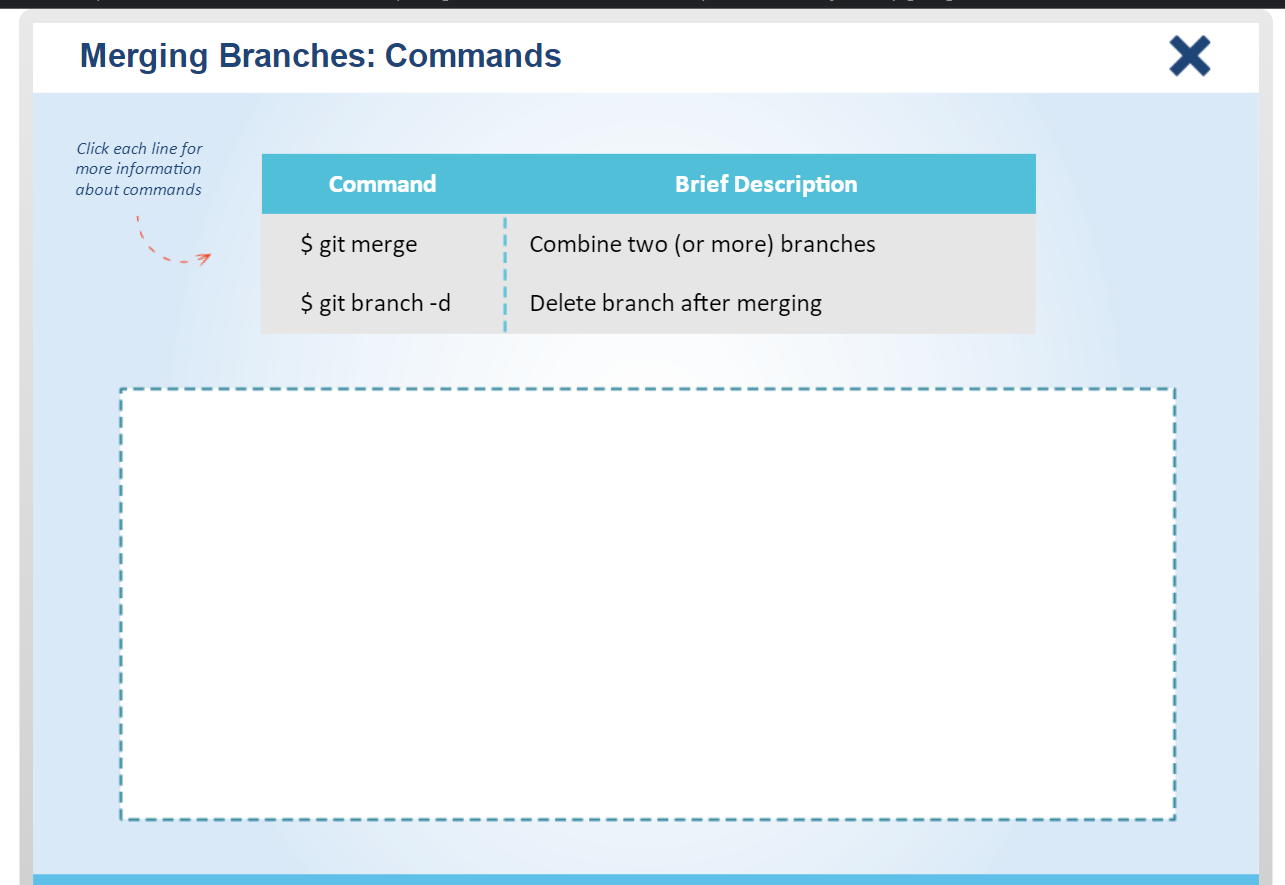 Merging Branches: Commands
Click each line for
more information
about commands
Command Brief Description
$ git merge Combine two (or more) branches
$ git branch -d Delete branch after merging